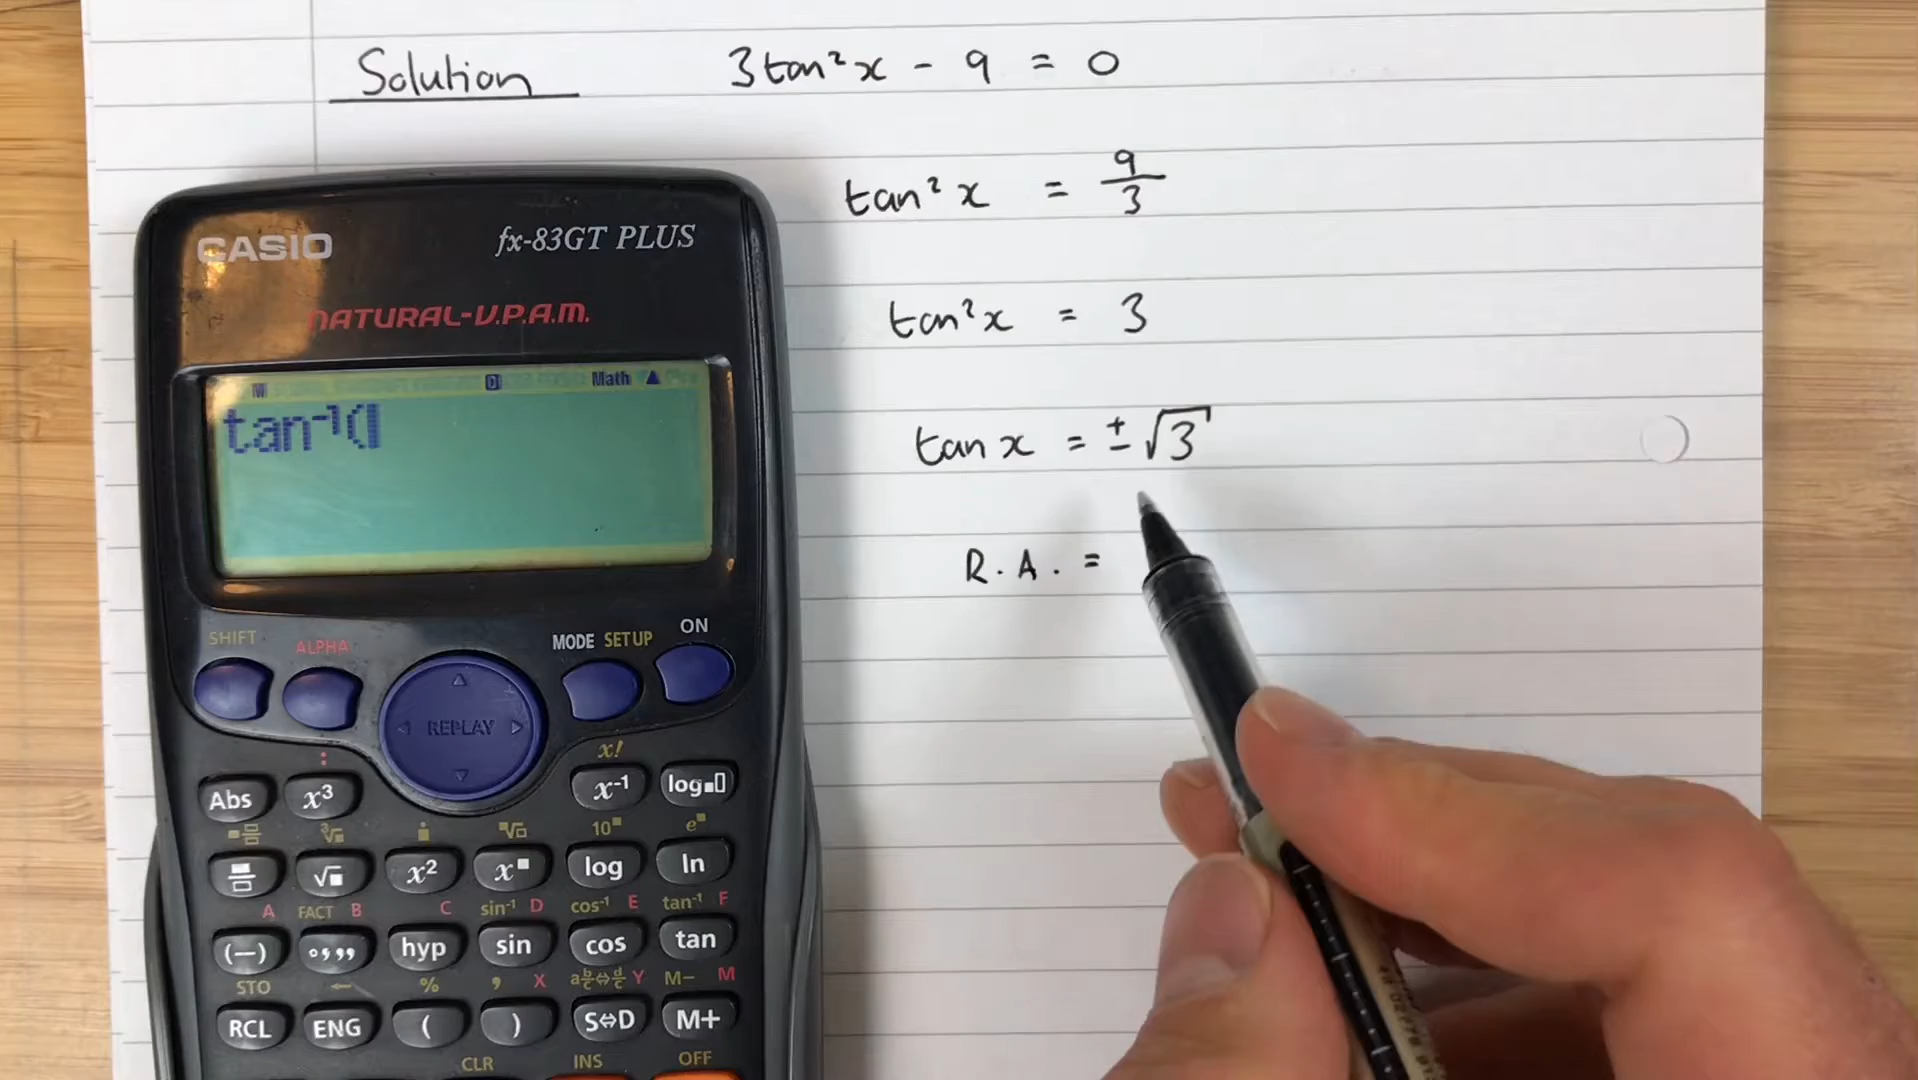 Solution 3tan²x - 9 = 0
tan²x = 9/3
tan²x = 3
tan x = ±√3
R.A. =
CASIO fx-83GT PLUS
NATURAL-V.P.A.M.
M D Math ▲
tan⁻¹(
SHIFT ALPHA MODE SETUP ON
REPLAY
: x!
Abs x³ x⁻¹ log▪▯
▪▯/▯ ³√▪ i ▪√▯ 10▪ e▪
▪/▯ √▪ x² x▪ log ln
A FACT B C sin⁻¹ D cos⁻¹ E tan⁻¹ F
(−) °,,, hyp sin cos tan
STO ← % , X a b/c⇔d/c Y M− M
RCL ENG ( ) S⇔D M+
CLR INS OFF